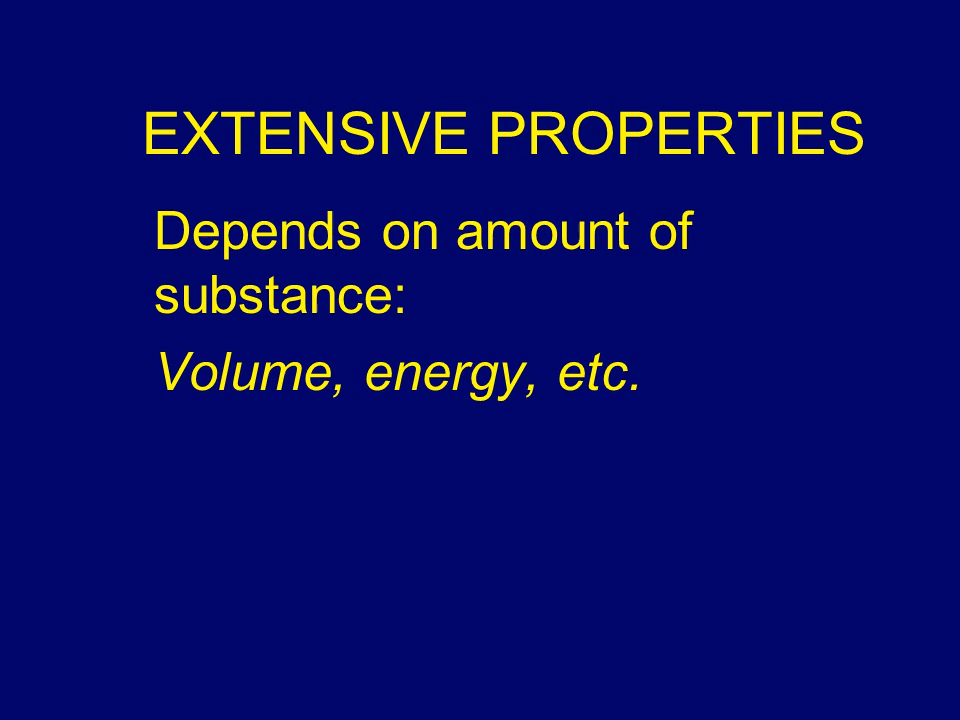 EXTENSIVE PROPERTIES
Depends on amount of
substance:
Volume, energy, etc.